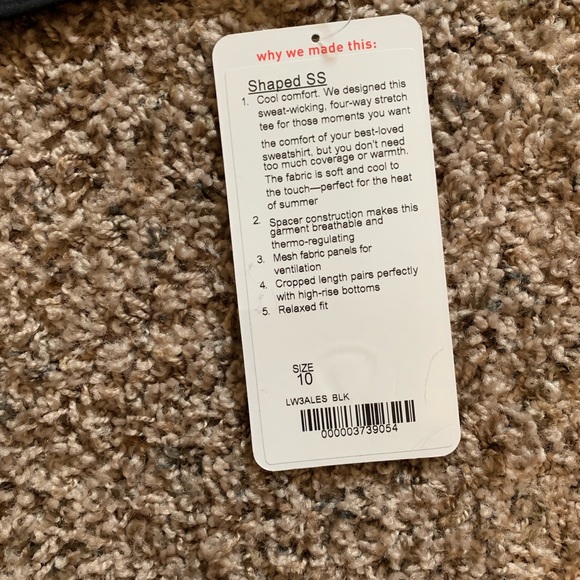 why we made this:
Shaped SS
1. Cool comfort. We designed this
sweat-wicking, four-way stretch
tee for those moments you want
the comfort of your best-loved
sweatshirt, but you don't need
too much coverage or warmth.
The fabric is soft and cool to
the touch—perfect for the heat
of summer
2. Spacer construction makes this
garment breathable and
thermo-regulating
3. Mesh fabric panels for
ventilation
4. Cropped length pairs perfectly
with high-rise bottoms
5. Relaxed fit
SIZE
10
LW3ALES BLK
000003739054